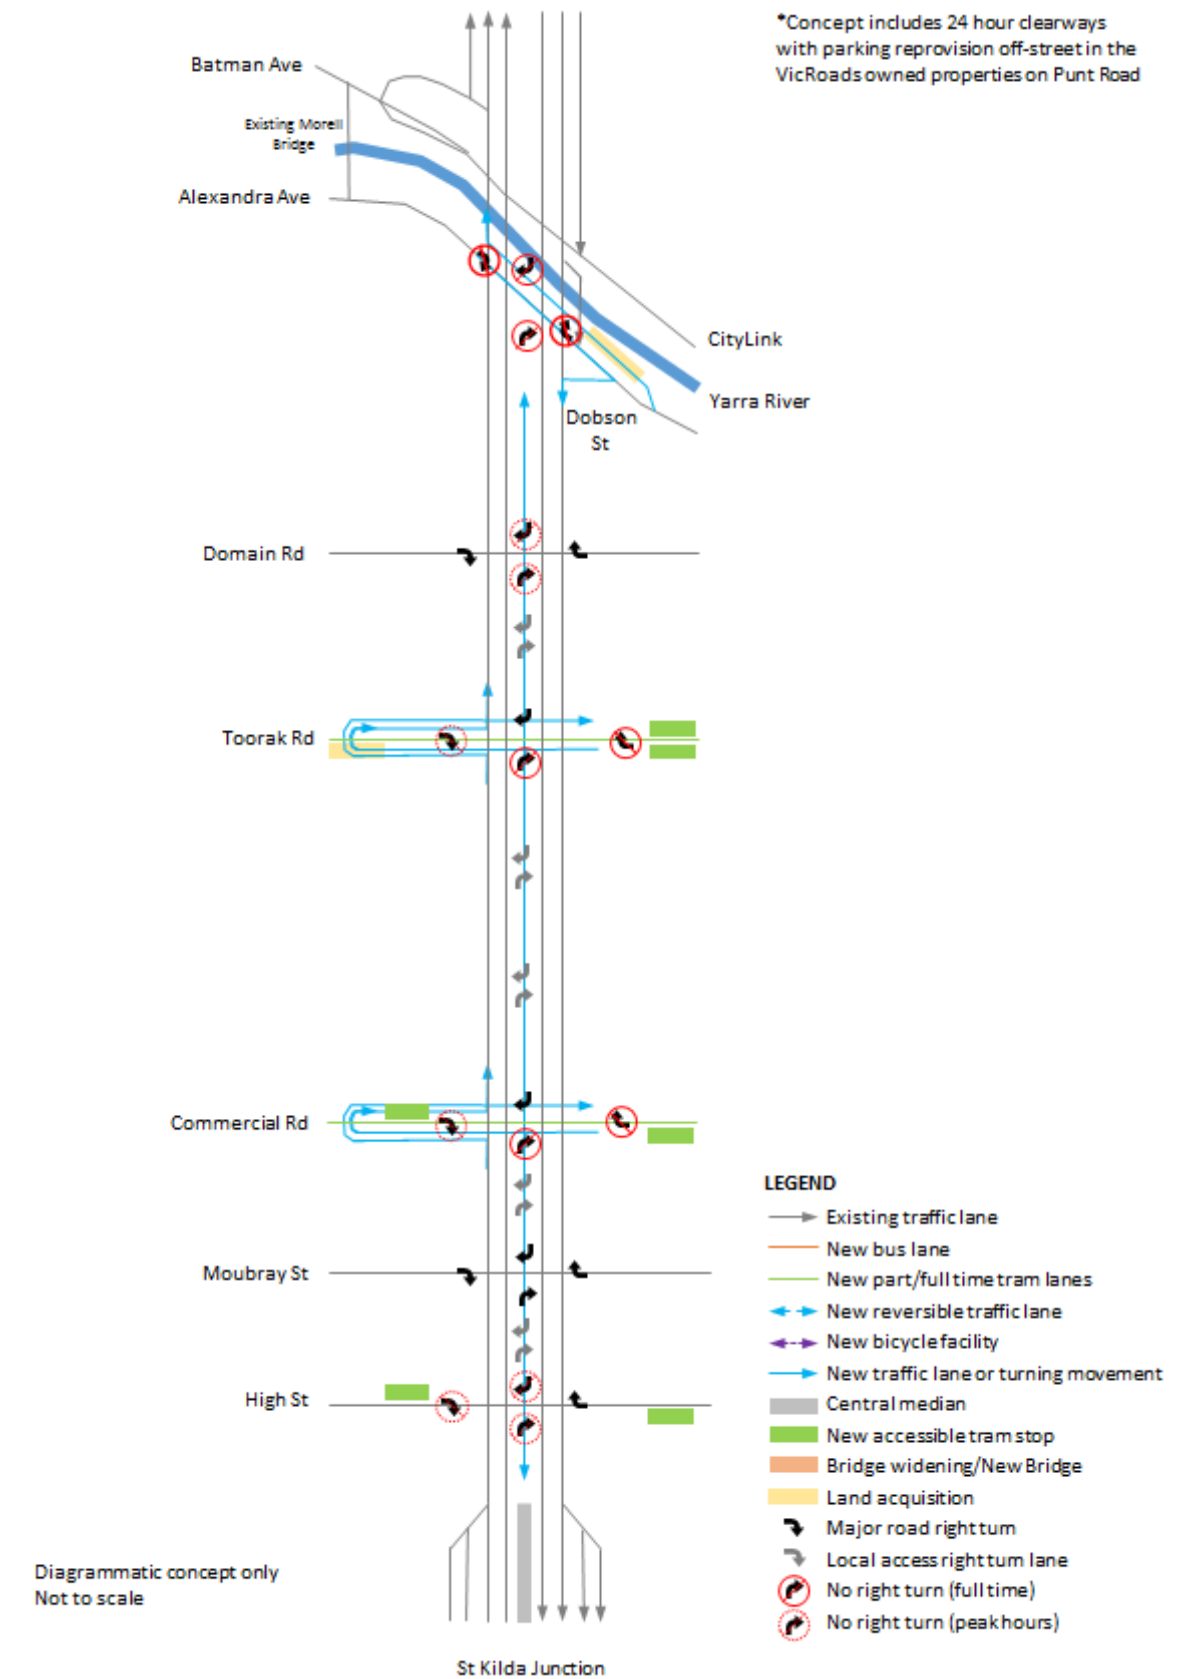 *Concept includes 24 hour clearways
with parking reprovision off-street in the
VicRoads owned properties on Punt Road
Batman Ave
Existing Morell
Bridge
Alexandra Ave
CityLink
Yarra River
Dobson
St
Domain Rd
Toorak Rd
Commercial Rd
Moubray St
High St
LEGEND
Existing traffic lane
New bus lane
New part/full time tram lanes
New reversible traffic lane
New bicycle facility
New traffic lane or turning movement
Central median
New accessible tram stop
Bridge widening/New Bridge
Land acquisition
Major road right turn
Local access right turn lane
No right turn (full time)
No right turn (peak hours)
Diagrammatic concept only
Not to scale
St Kilda Junction